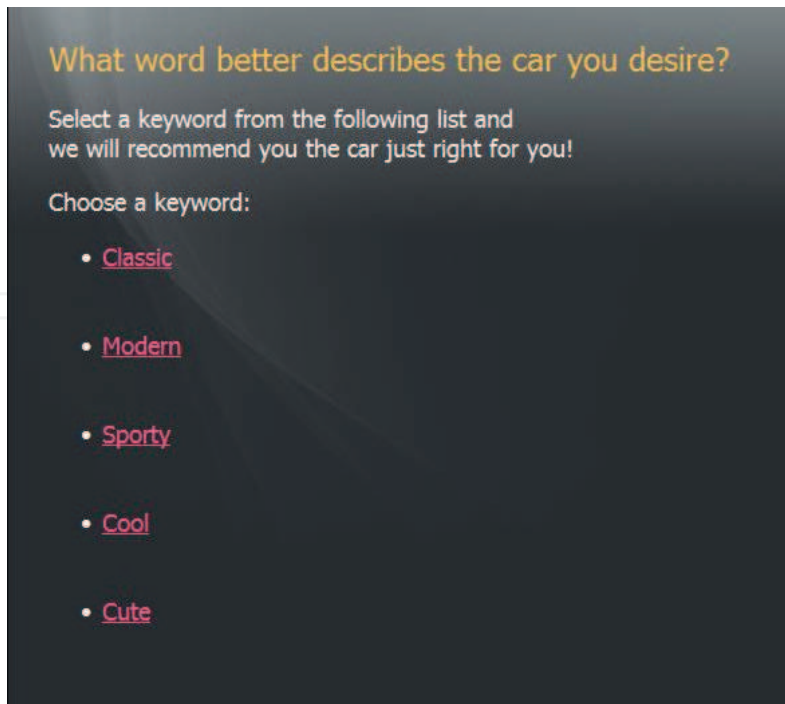 What word better describes the car you desire?
Select a keyword from the following list and
we will recommend you the car just right for you!
Choose a keyword:
• Classic
• Modern
• Sporty
• Cool
• Cute